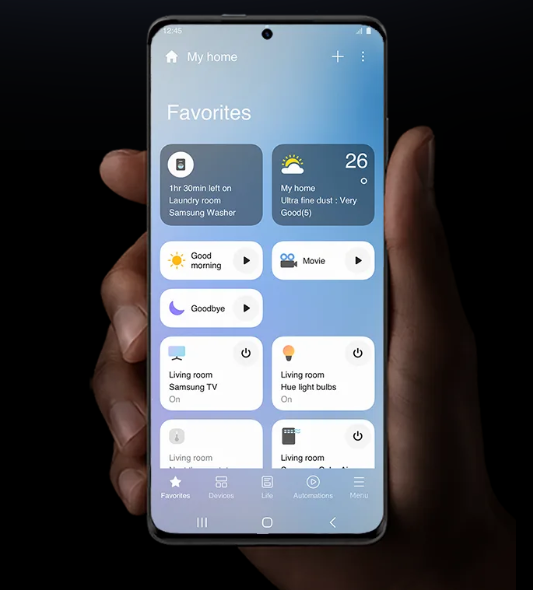 12:45
My home
Favorites
1hr 30min left on
Laundry room
Samsung Washer
26
My home
Ultra fine dust : Very
Good(5)
Good
morning
Movie
Goodbye
Living room
Samsung TV
On
Living room
Hue light bulbs
On
Living room
Living room
Favorites
Devices
Life
Automations
Menu